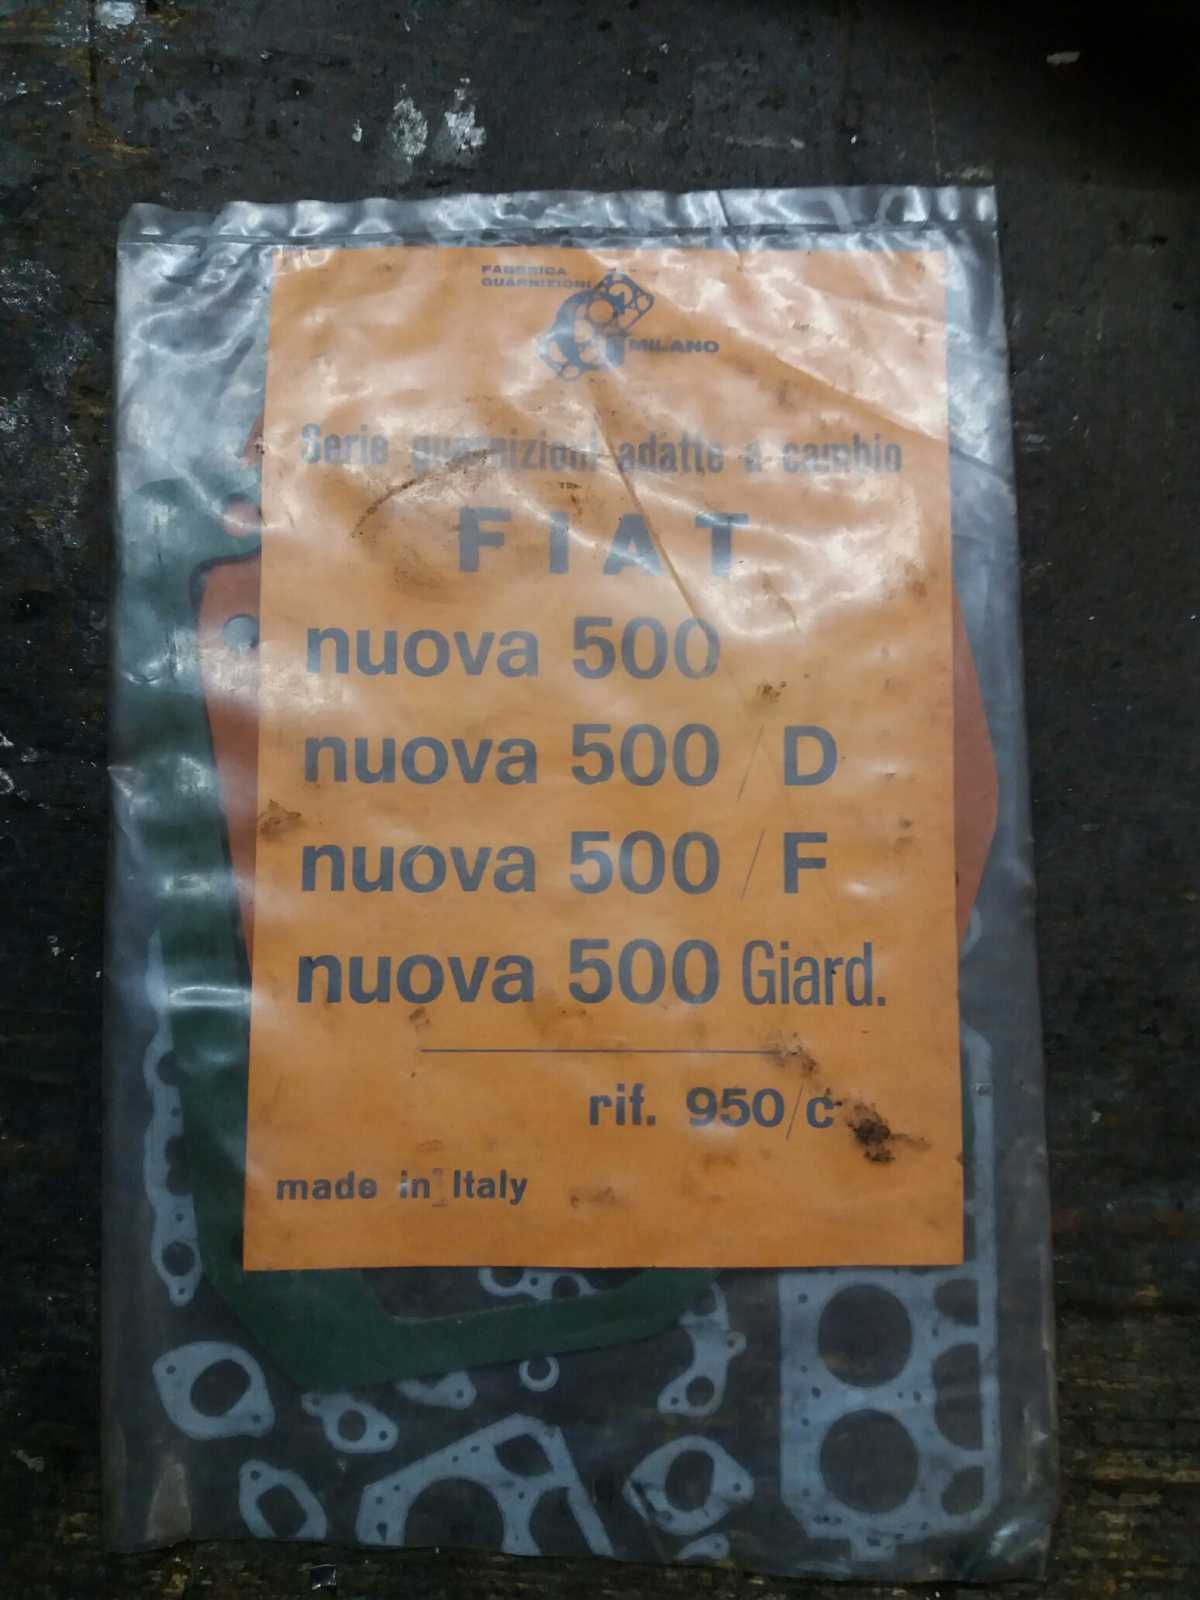 FABBRICA
GUARNIZIONI
MILANO
Serie guarnizioni adatte a cambio
FIAT
nuova 500
nuova 500 / D
nuova 500 / F
nuova 500 Giard.
rif. 950/c
made in Italy